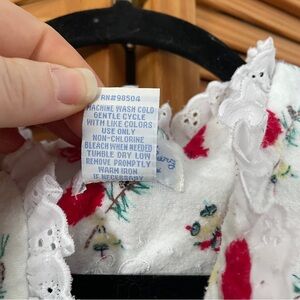 RN#98504
MACHINE WASH COLD
GENTLE CYCLE
WITH LIKE COLORS
USE ONLY
NON-CHLORINE
BLEACH WHEN NEEDED
TUMBLE DRY LOW
REMOVE PROMPTLY
WARM IRON
IF NECESSARY